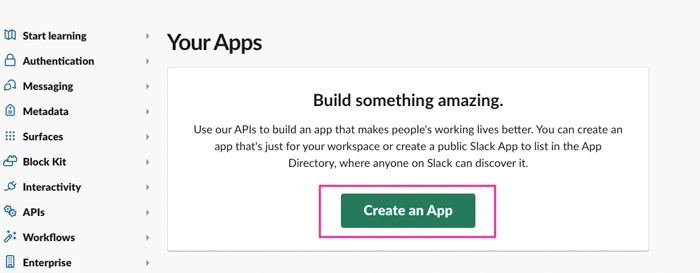 Start learning
Authentication
Messaging
Metadata
Surfaces
Block Kit
Interactivity
APIs
Workflows
Enterprise
Your Apps
Build something amazing.
Use our APIs to build an app that makes people's working lives better. You can create an
app that's just for your workspace or create a public Slack App to list in the App
Directory, where anyone on Slack can discover it.
Create an App